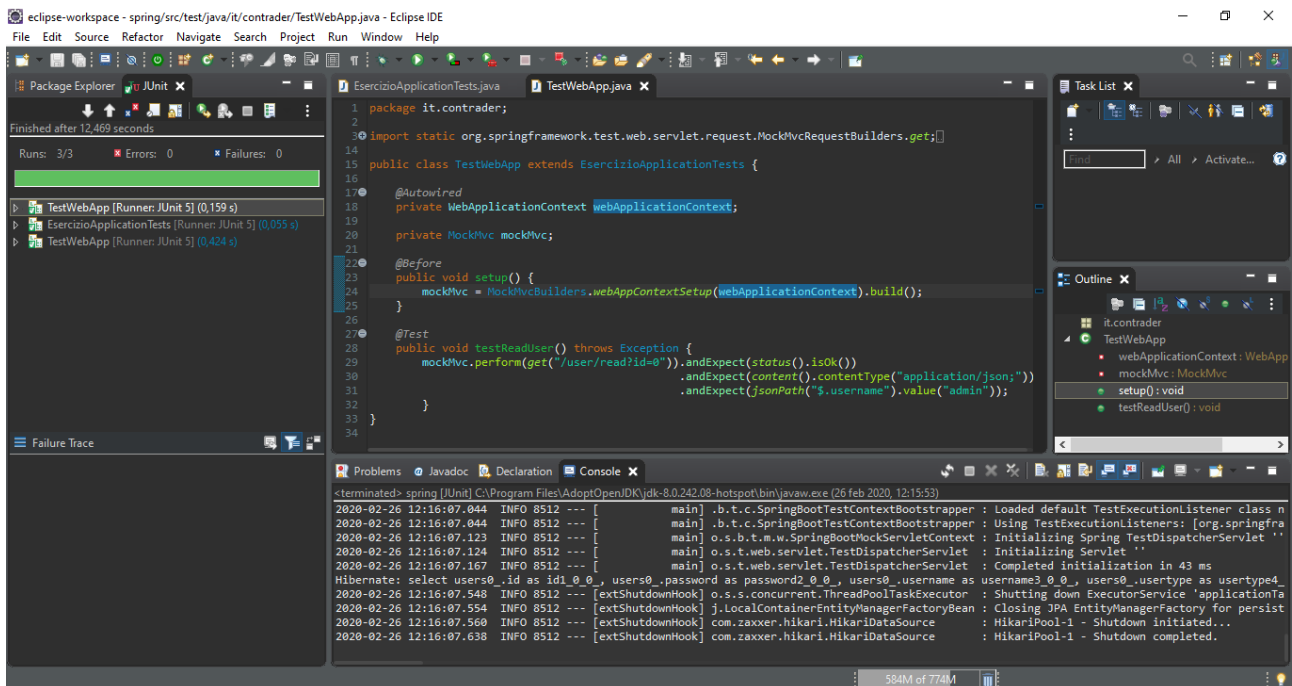 eclipse-workspace - spring/src/test/java/it/contrader/TestWebApp.java - Eclipse IDE
File Edit Source Refactor Navigate Search Project Run Window Help
Package Explorer JUnit
Finished after 12,469 seconds
Runs: 3/3 Errors: 0 Failures: 0
TestWebApp [Runner: JUnit 5] (0,159 s)
EsercizioApplicationTests [Runner: JUnit 5] (0,055 s)
TestWebApp [Runner: JUnit 5] (0,424 s)
Failure Trace
EsercizioApplicationTests.java TestWebApp.java
1 package it.contrader;
2
3 import static org.springframework.test.web.servlet.request.MockMvcRequestBuilders.get;
14
15 public class TestWebApp extends EsercizioApplicationTests {
16
17 @Autowired
18 private WebApplicationContext webApplicationContext;
19
20 private MockMvc mockMvc;
21
22 @Before
23 public void setup() {
24 mockMvc = MockMvcBuilders.webAppContextSetup(webApplicationContext).build();
25 }
26
27 @Test
28 public void testReadUser() throws Exception {
29 mockMvc.perform(get("/user/read?id=0")).andExpect(status().isOk())
30 .andExpect(content().contentType("application/json;"))
31 .andExpect(jsonPath("$.username").value("admin"));
32 }
33 }
34
Task List
Find All Activate...
Outline
it.contrader
TestWebApp
webApplicationContext : WebApp
mockMvc : MockMvc
setup() : void
testReadUser() : void
Problems Javadoc Declaration Console
<terminated> spring [JUnit] C:\Program Files\AdoptOpenJDK\jdk-8.0.242.08-hotspot\bin\javaw.exe (26 feb 2020, 12:15:53)
2020-02-26 12:16:07.044 INFO 8512 --- [ main] .b.t.c.SpringBootTestContextBootstrapper : Loaded default TestExecutionListener class n
2020-02-26 12:16:07.044 INFO 8512 --- [ main] .b.t.c.SpringBootTestContextBootstrapper : Using TestExecutionListeners: [org.springfra
2020-02-26 12:16:07.123 INFO 8512 --- [ main] o.s.b.t.m.w.SpringBootMockServletContext : Initializing Spring TestDispatcherServlet ''
2020-02-26 12:16:07.124 INFO 8512 --- [ main] o.s.t.web.servlet.TestDispatcherServlet : Initializing Servlet ''
2020-02-26 12:16:07.167 INFO 8512 --- [ main] o.s.t.web.servlet.TestDispatcherServlet : Completed initialization in 43 ms
Hibernate: select users0_.id as id1_0_0_, users0_.password as password2_0_0_, users0_.username as username3_0_0_, users0_.usertype as usertype4_
2020-02-26 12:16:07.548 INFO 8512 --- [extShutdownHook] o.s.s.concurrent.ThreadPoolTaskExecutor : Shutting down ExecutorService 'applicationTa
2020-02-26 12:16:07.554 INFO 8512 --- [extShutdownHook] j.LocalContainerEntityManagerFactoryBean : Closing JPA EntityManagerFactory for persist
2020-02-26 12:16:07.560 INFO 8512 --- [extShutdownHook] com.zaxxer.hikari.HikariDataSource : HikariPool-1 - Shutdown initiated...
2020-02-26 12:16:07.638 INFO 8512 --- [extShutdownHook] com.zaxxer.hikari.HikariDataSource : HikariPool-1 - Shutdown completed.
584M of 774M